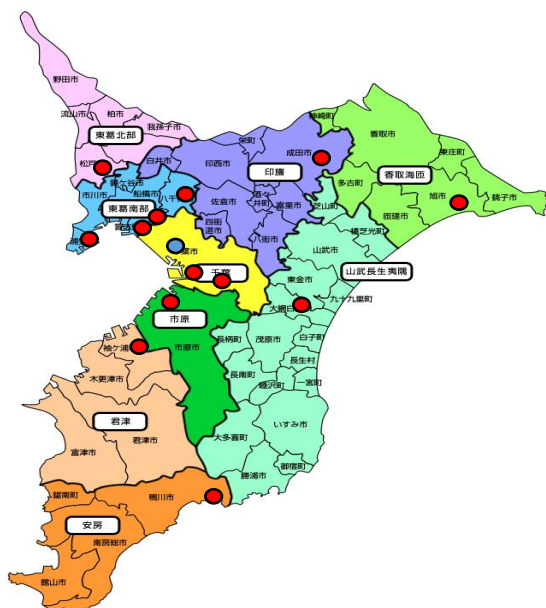 野田市
流山市
柏市
我孫子市
東葛北部
松戸
栄町
成田市
神崎町
香取市
東庄町
白井市
印西市
印旛
多古町
香取海匝
旭市
銚子市
市川市
鎌ケ谷市
船橋市
八千
佐倉市
酒々
井町
富里市
芝山町
匝瑳市
東葛南部
四街
道市
八街市
横芝光町
葉市
山武市
山武長生夷隅
千葉
東金市
九十九里町
大網白
市原
市原市
長柄町
茂原市
白子町
袖ケ浦
長生村
木更津市
長南町
睦沢町
一宮町
君津
君津市
富津市
いすみ市
大多喜町
御宿町
勝浦市
鋸南町
鴨川市
安房
南房総市
館山市